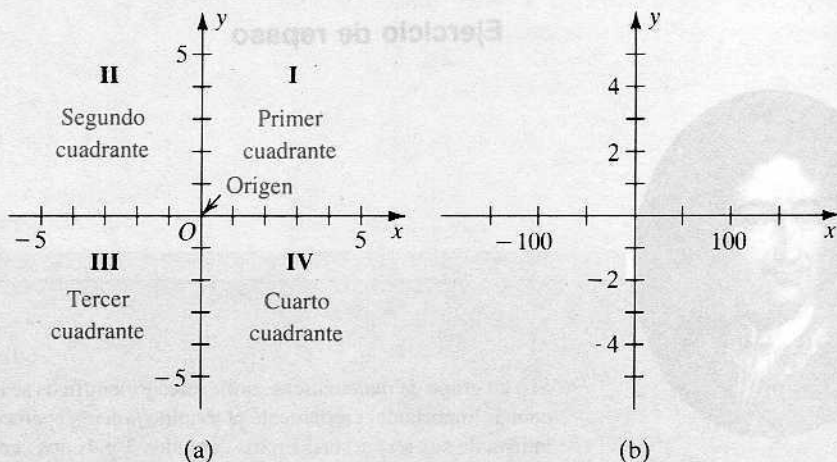 Ejercicio de repaso
y
5
II
I
Segundo
cuadrante
Primer
cuadrante
Origen
-5
O
5
x
III
IV
Tercer
cuadrante
Cuarto
cuadrante
-5
(a)
y
4
2
-100
100
x
-2
-4
(b)